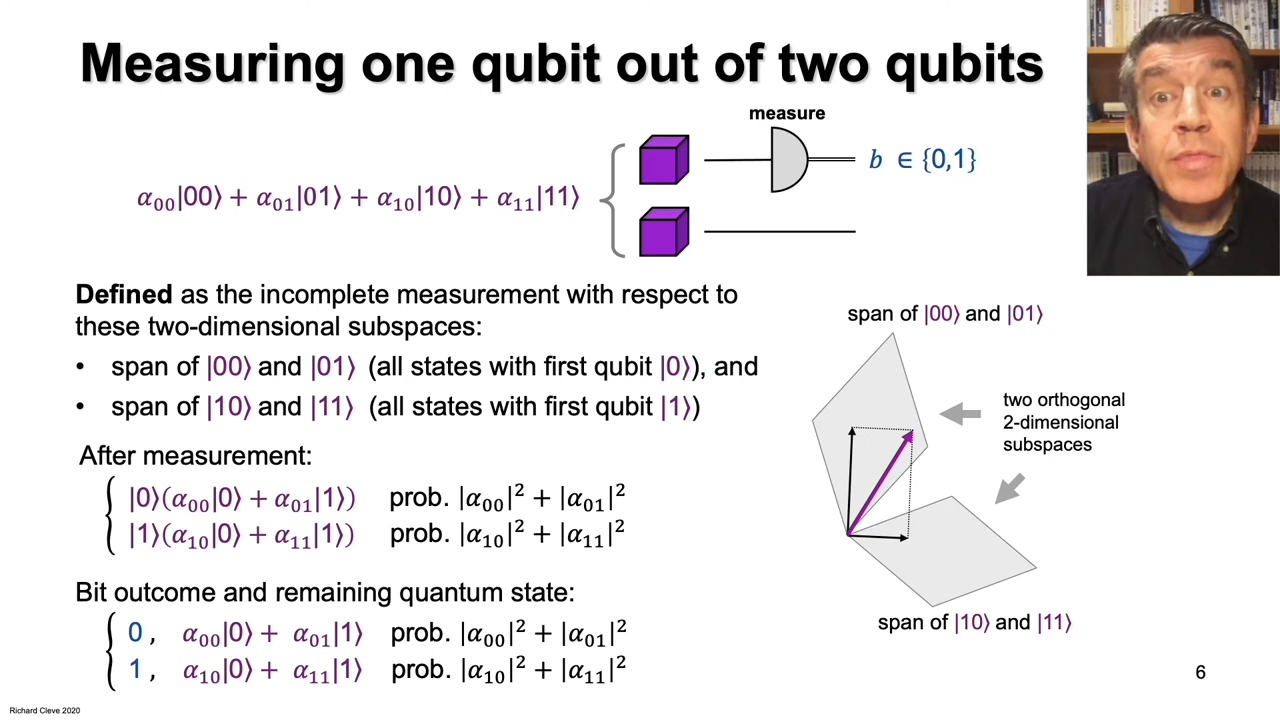 Measuring one qubit out of two qubits
measure
b ∈ {0,1}
α₀₀|00⟩ + α₀₁|01⟩ + α₁₀|10⟩ + α₁₁|11⟩
Defined as the incomplete measurement with respect to
these two-dimensional subspaces:
• span of |00⟩ and |01⟩ (all states with first qubit |0⟩), and
• span of |10⟩ and |11⟩ (all states with first qubit |1⟩)
After measurement:
|0⟩(α₀₀|0⟩ + α₀₁|1⟩) prob. |α₀₀|² + |α₀₁|²
|1⟩(α₁₀|0⟩ + α₁₁|1⟩) prob. |α₁₀|² + |α₁₁|²
Bit outcome and remaining quantum state:
0 , α₀₀|0⟩ + α₀₁|1⟩ prob. |α₀₀|² + |α₀₁|²
1 , α₁₀|0⟩ + α₁₁|1⟩ prob. |α₁₀|² + |α₁₁|²
span of |00⟩ and |01⟩
two orthogonal
2-dimensional
subspaces
span of |10⟩ and |11⟩
6
Richard Cleve 2020